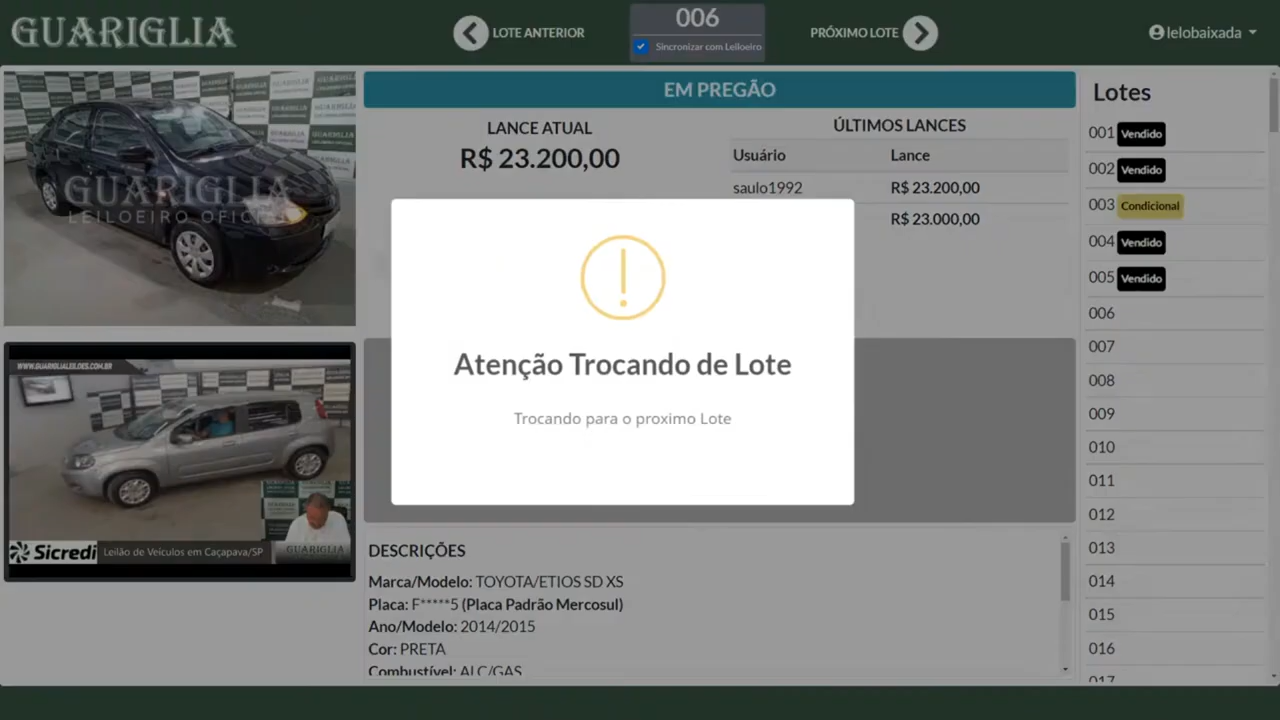 GUARIGLIA
LOTE ANTERIOR
006
Sincronizar com Leiloeiro
PRÓXIMO LOTE
lelobaixada
GUARIGLIA
LEILOEIRO OFICIAL
EM PREGÃO
LANCE ATUAL
R$ 23.200,00
ÚLTIMOS LANCES
Usuário Lance
saulo1992 R$ 23.200,00
R$ 23.000,00
Atenção Trocando de Lote
Trocando para o proximo Lote
WWW.GUARIGLIALEILOES.COM.BR
Sicredi
Leilão de Veículos em Caçapava/SP
GUARIGLIA
DESCRIÇÕES
Marca/Modelo: TOYOTA/ETIOS SD XS
Placa: F*****5 (Placa Padrão Mercosul)
Ano/Modelo: 2014/2015
Cor: PRETA
Combustível: ALC/GAS
Lotes
001 Vendido
002 Vendido
003 Condicional
004 Vendido
005 Vendido
006
007
008
009
010
011
012
013
014
015
016
017